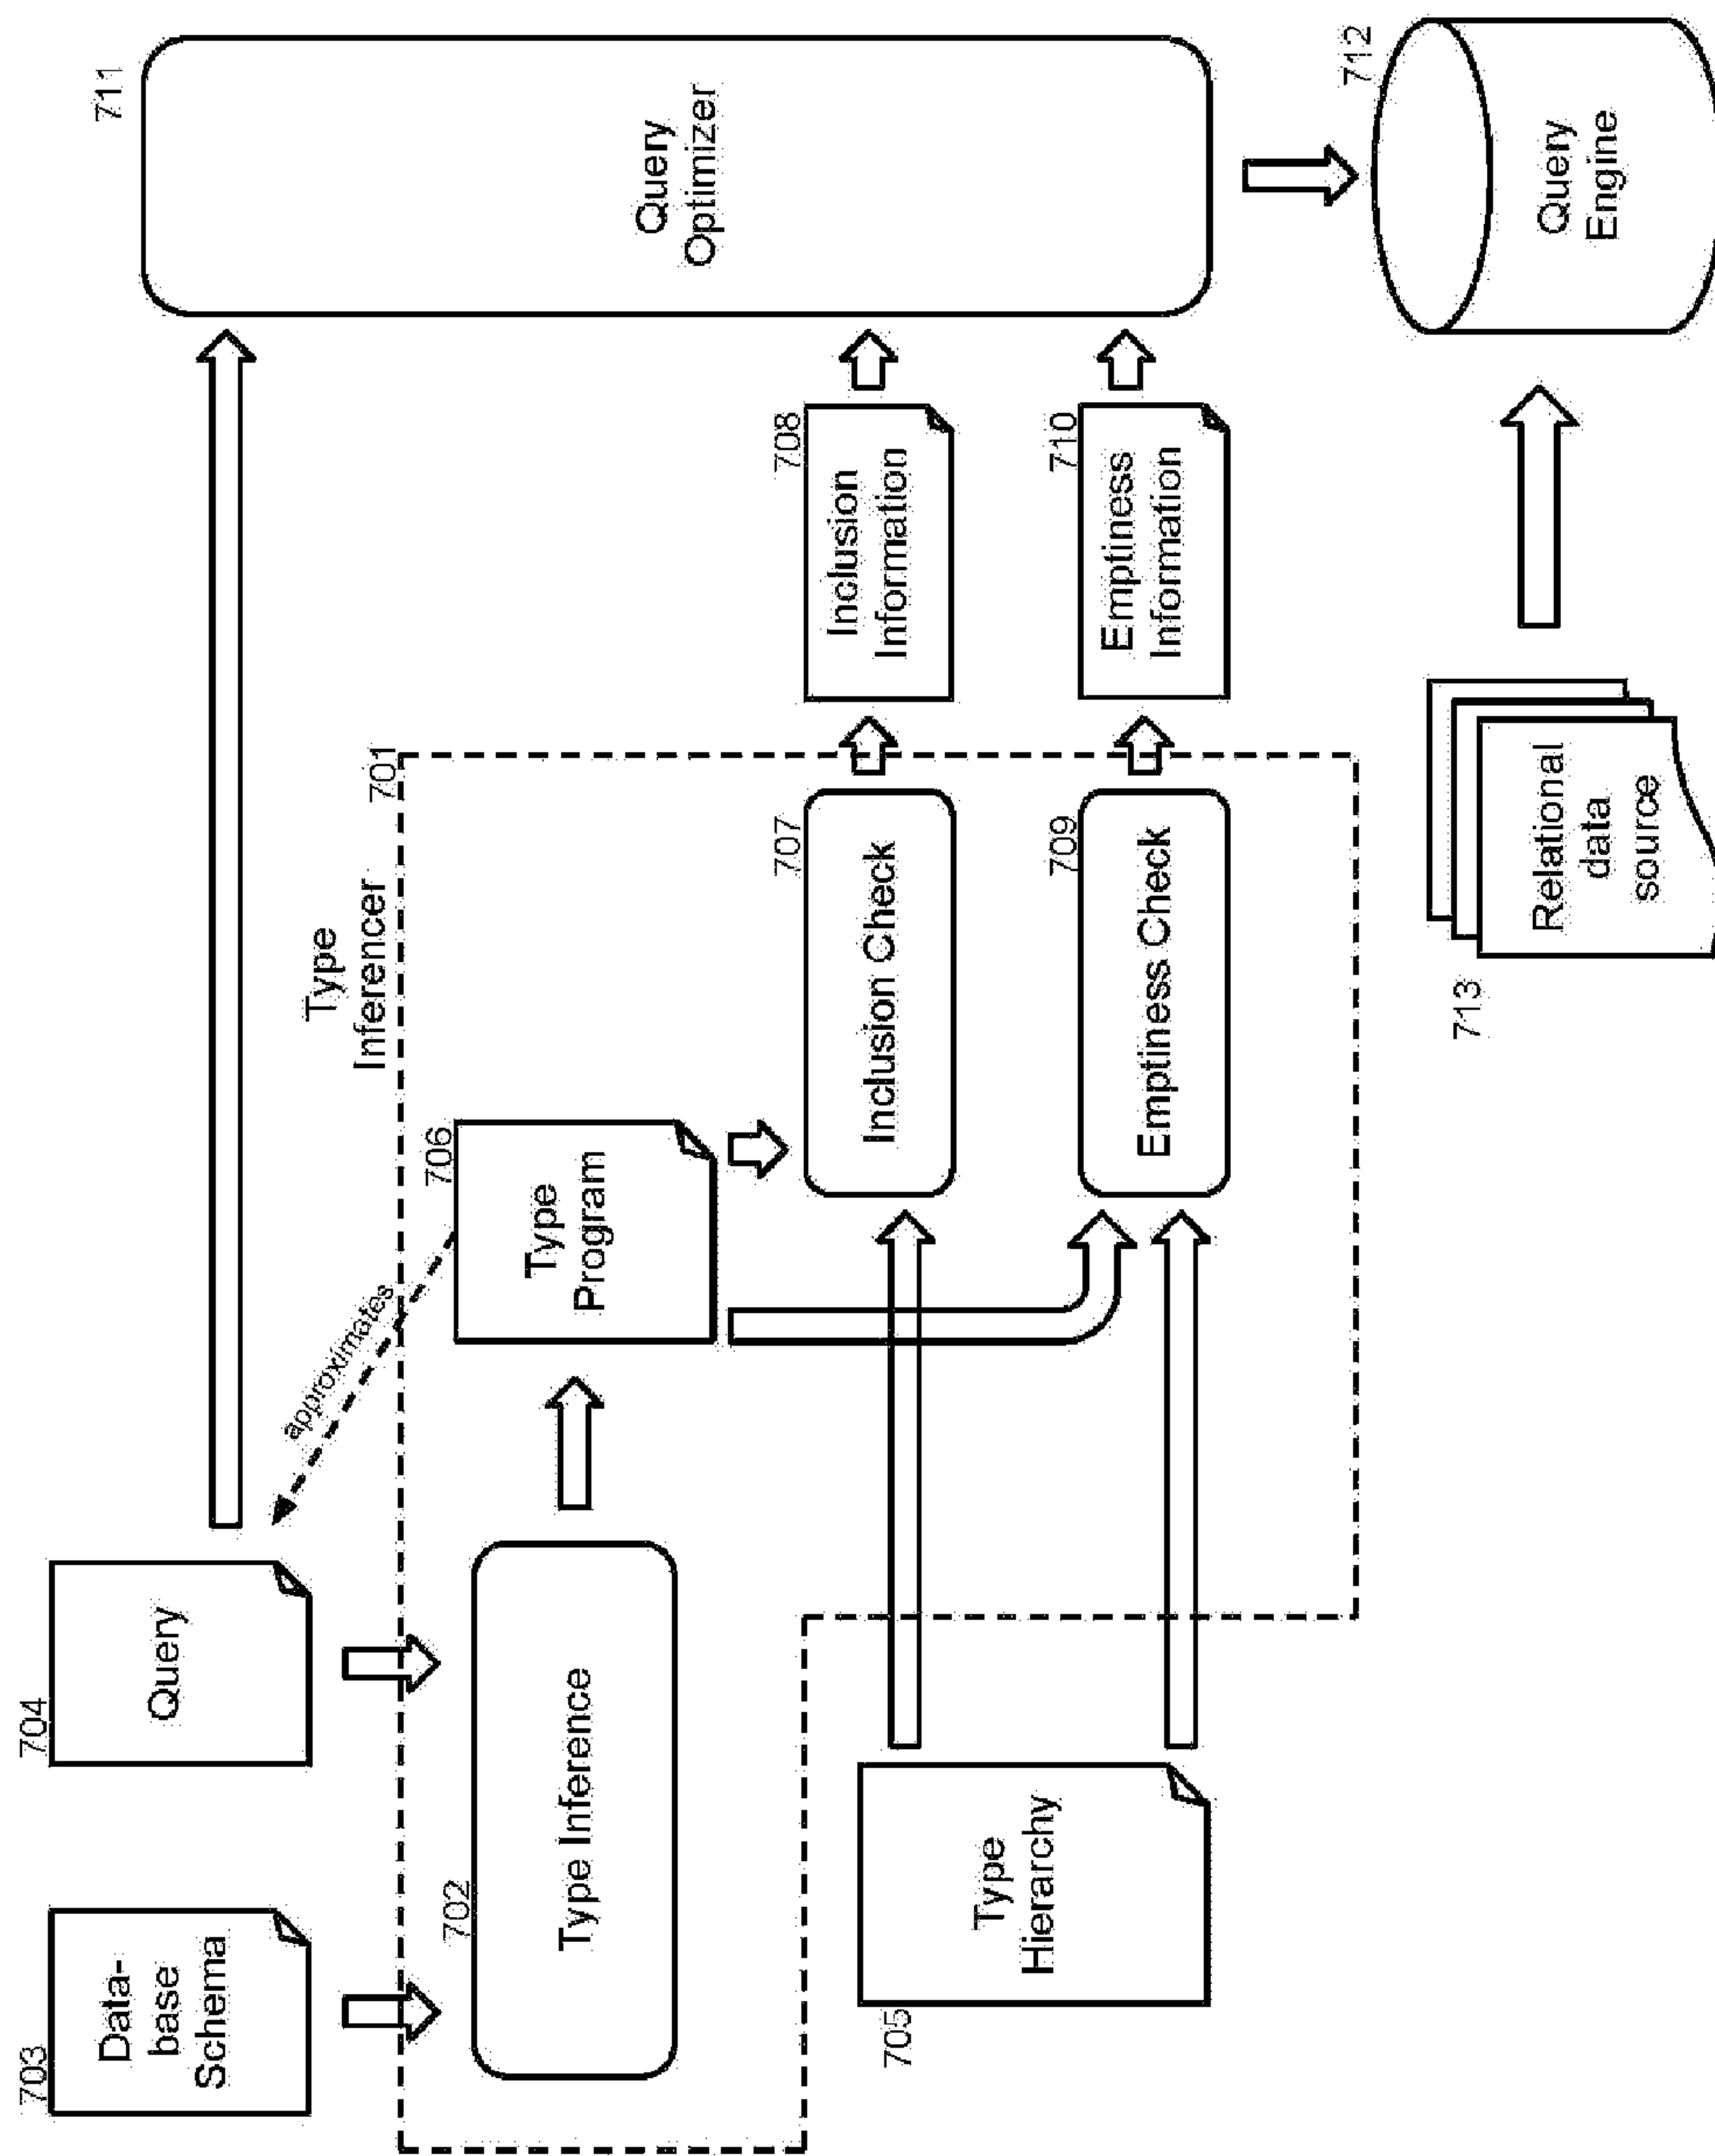 703
Data-
base
Schema
704
Query
711
Query
Optimizer
approximates
Type
Inferencer
701
702
Type Inference
706
Type
Program
705
Type
Hierarchy
707
Inclusion Check
708
Inclusion
Information
709
Emptiness Check
710
Emptiness
Information
712
Query
Engine
713
Relational
data
source